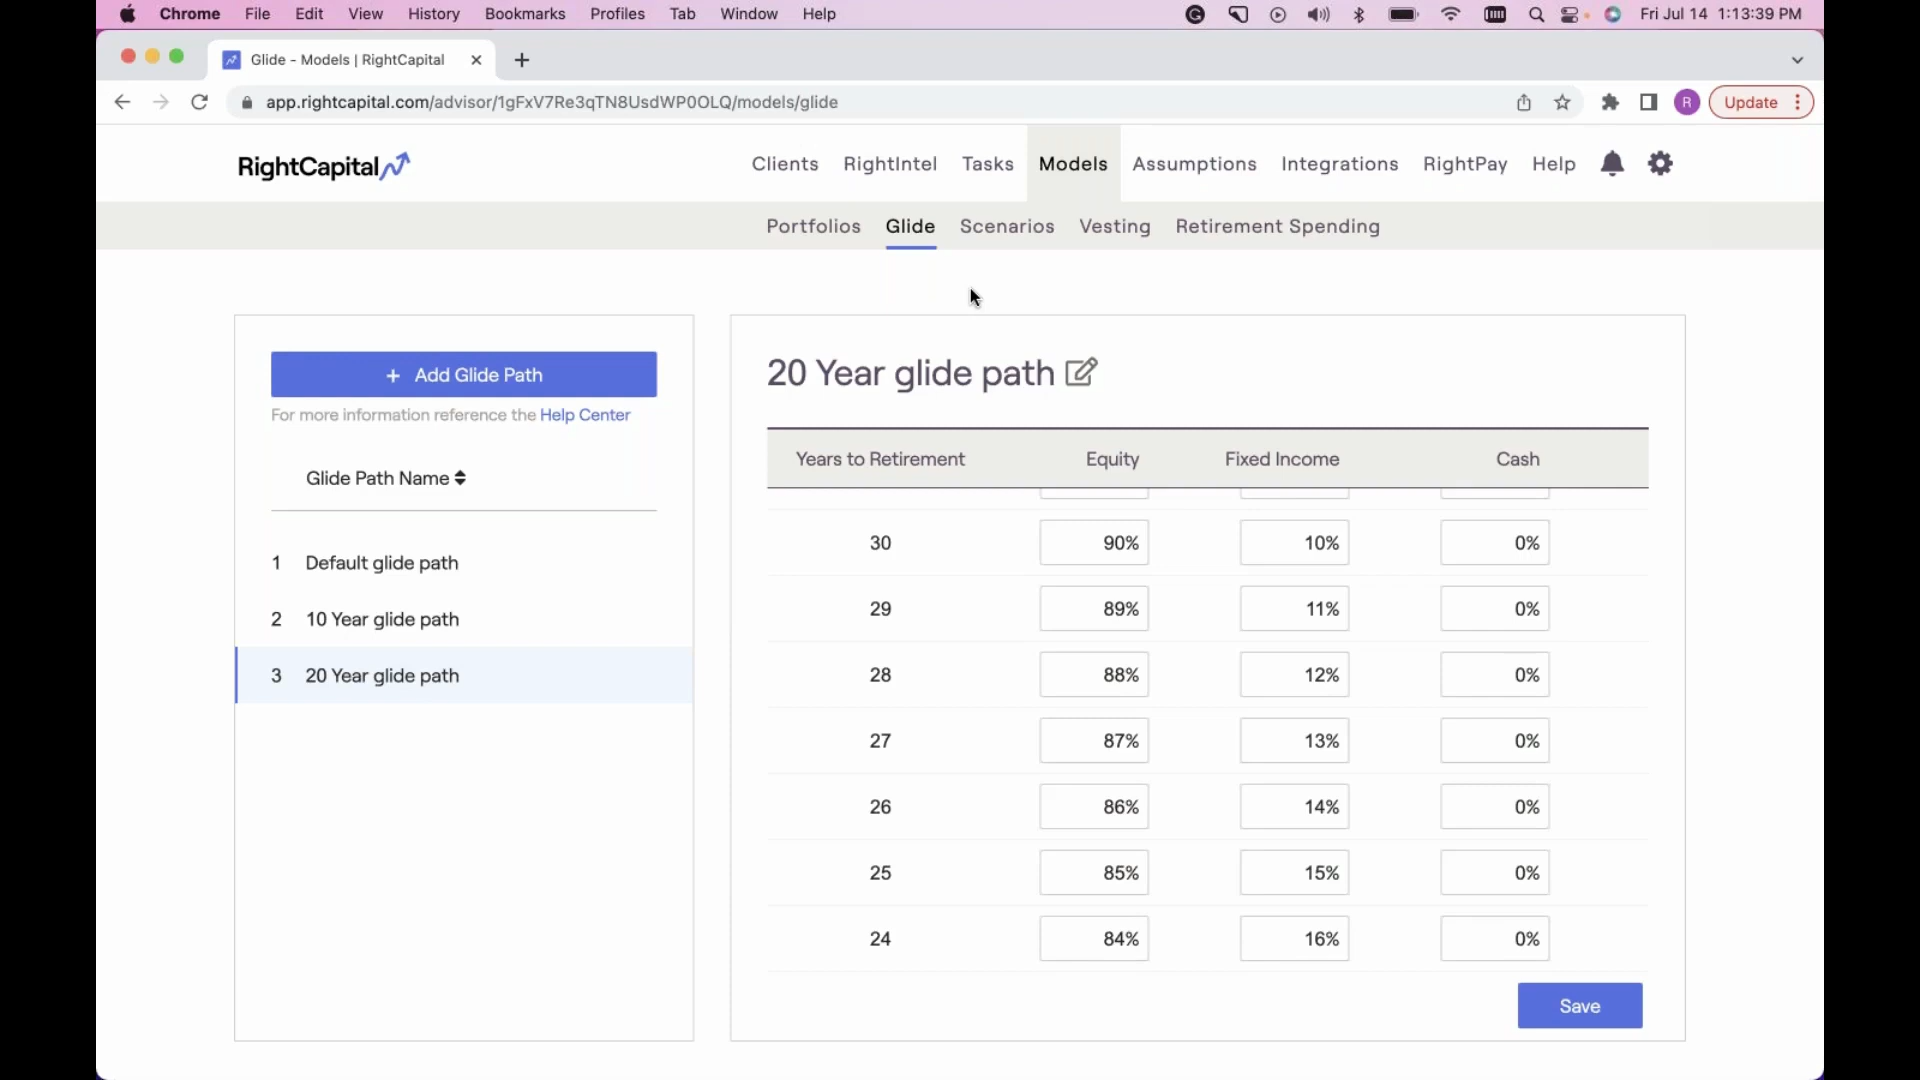 Chrome File Edit View History Bookmarks Profiles Tab Window Help Fri Jul 14 1:13:39 PM
Glide - Models | RightCapital
app.rightcapital.com/advisor/1gFxV7Re3qTN8UsdWP0OLQ/models/glide R Update
RightCapital Clients RightIntel Tasks Models Assumptions Integrations RightPay Help
Portfolios Glide Scenarios Vesting Retirement Spending
+ Add Glide Path
For more information reference the Help Center
Glide Path Name
1 Default glide path
2 10 Year glide path
3 20 Year glide path
20 Year glide path
Years to Retirement Equity Fixed Income Cash
30 90% 10% 0%
29 89% 11% 0%
28 88% 12% 0%
27 87% 13% 0%
26 86% 14% 0%
25 85% 15% 0%
24 84% 16% 0%
Save